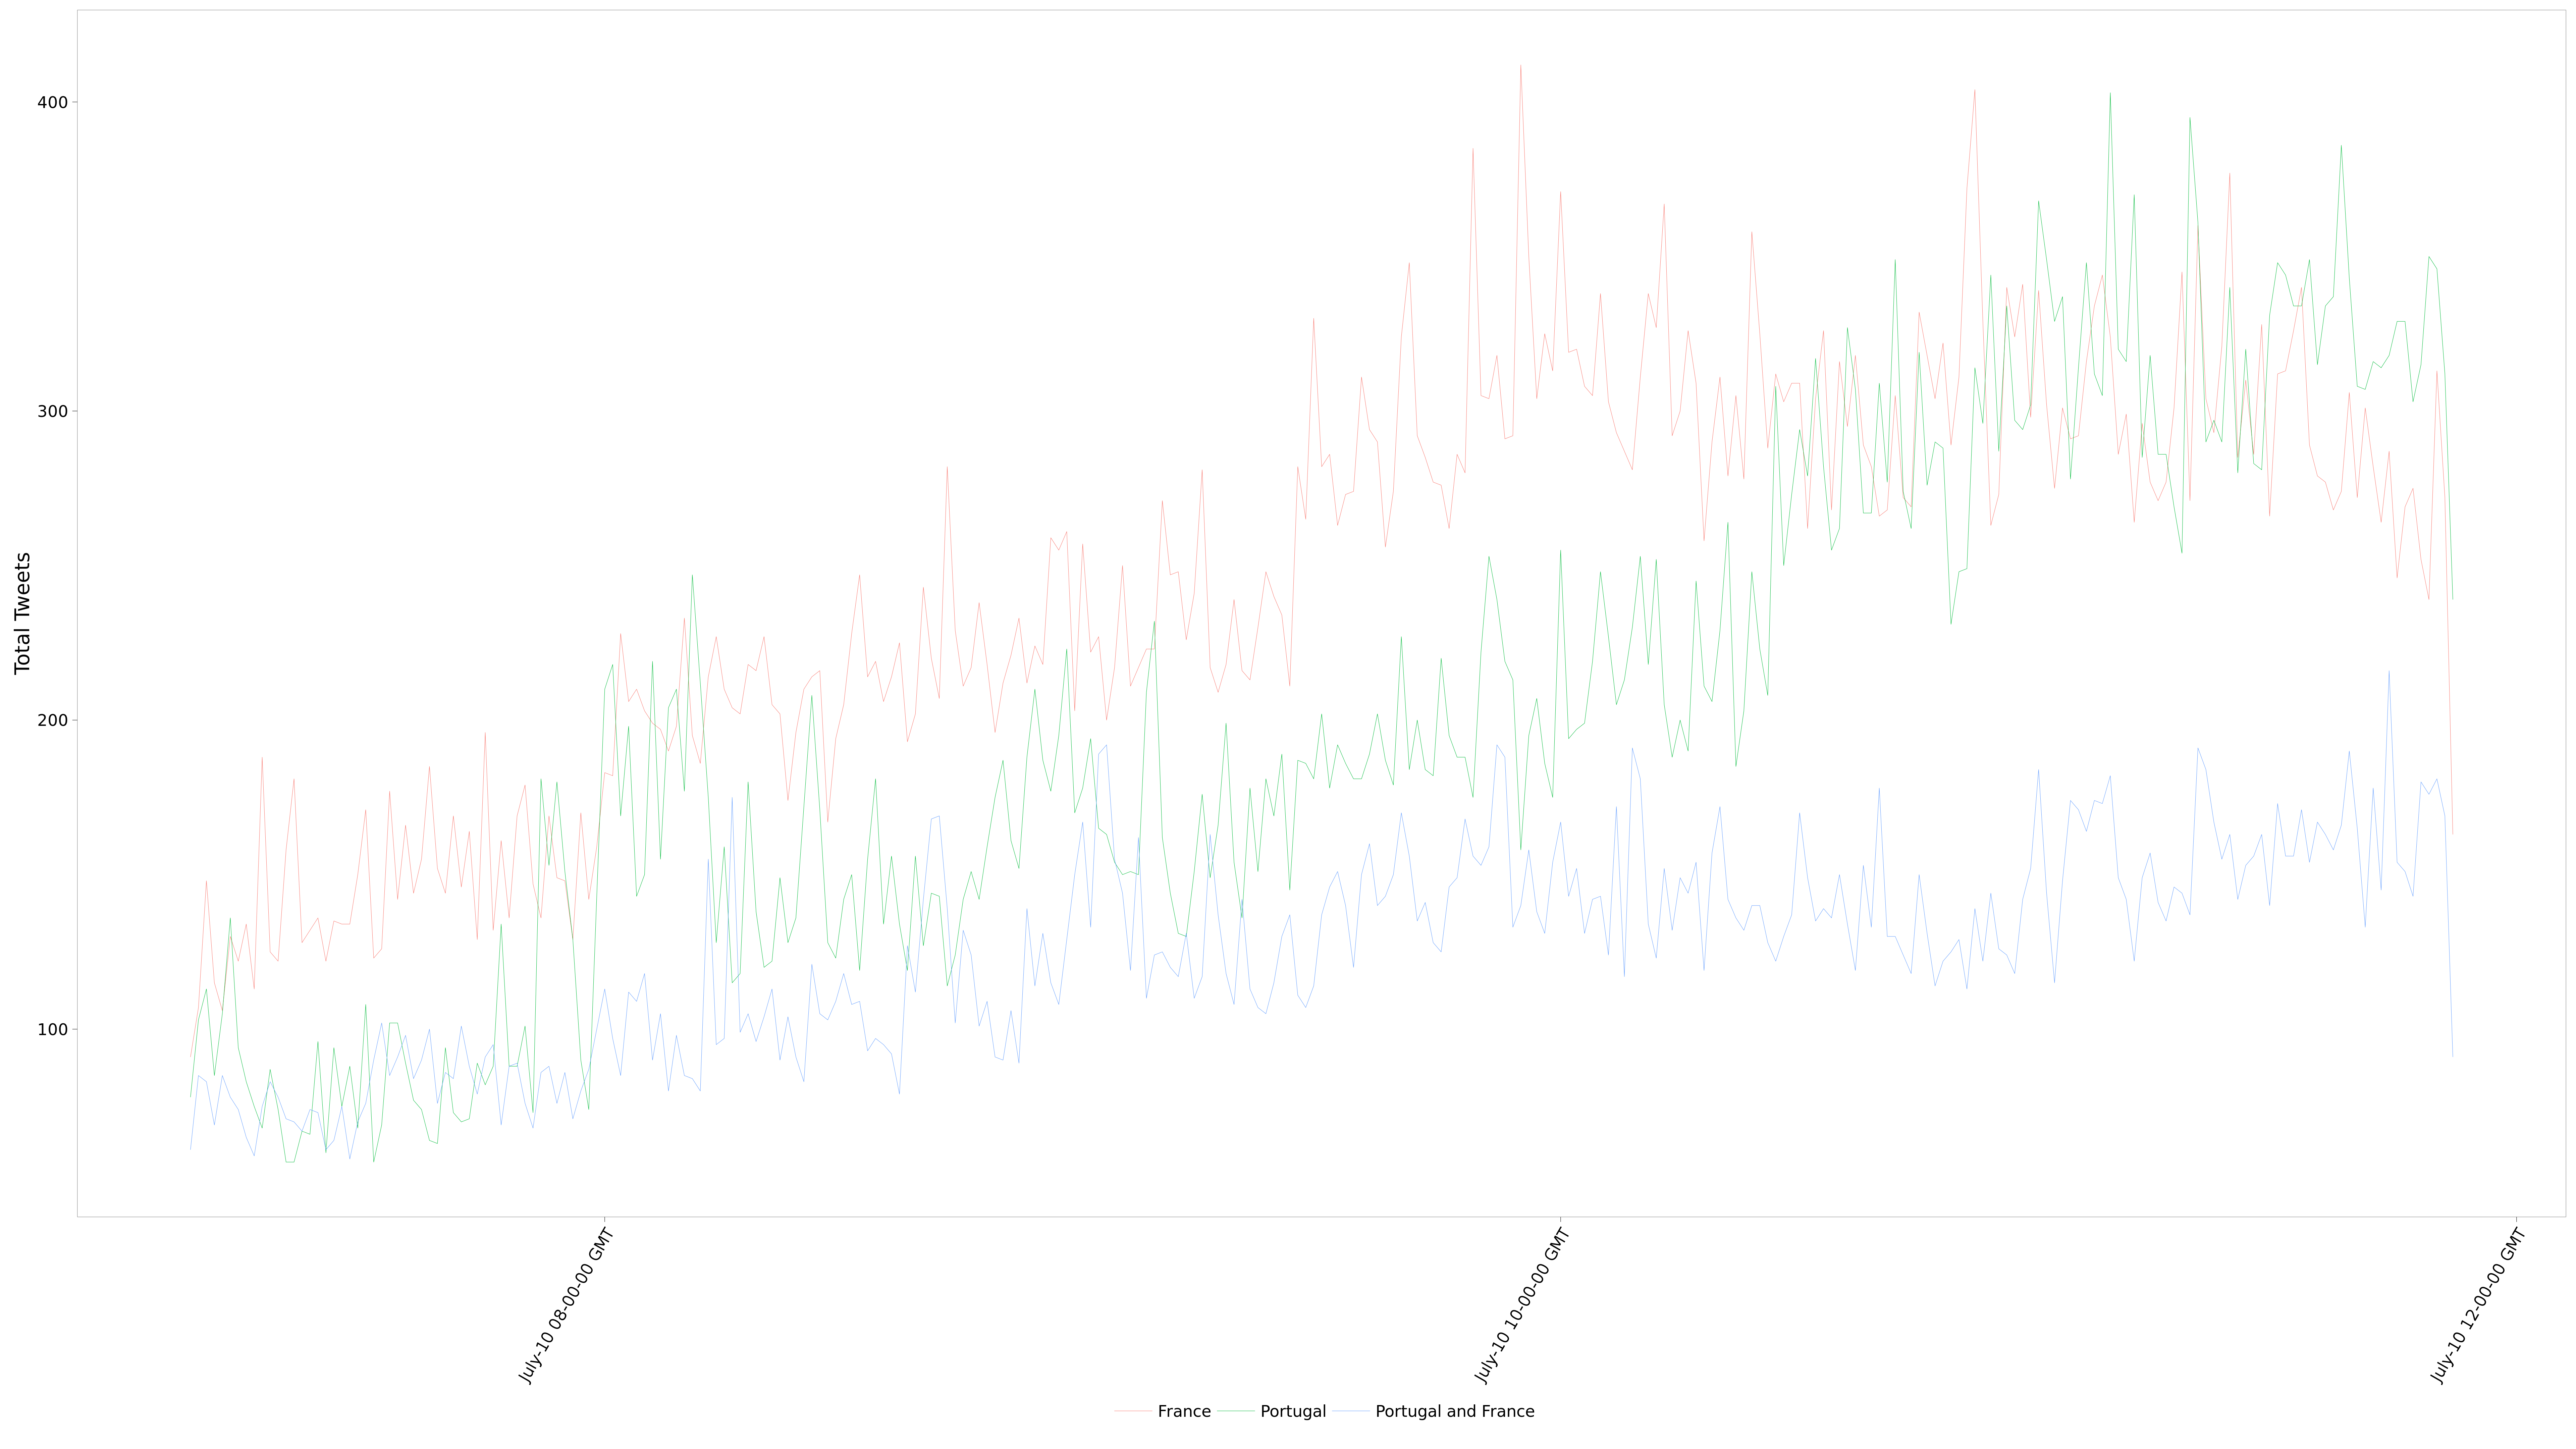 400
300
200
100
Total Tweets
July-10 08-00-00 GMT
July-10 10-00-00 GMT
July-10 12-00-00 GMT
France Portugal Portugal and France